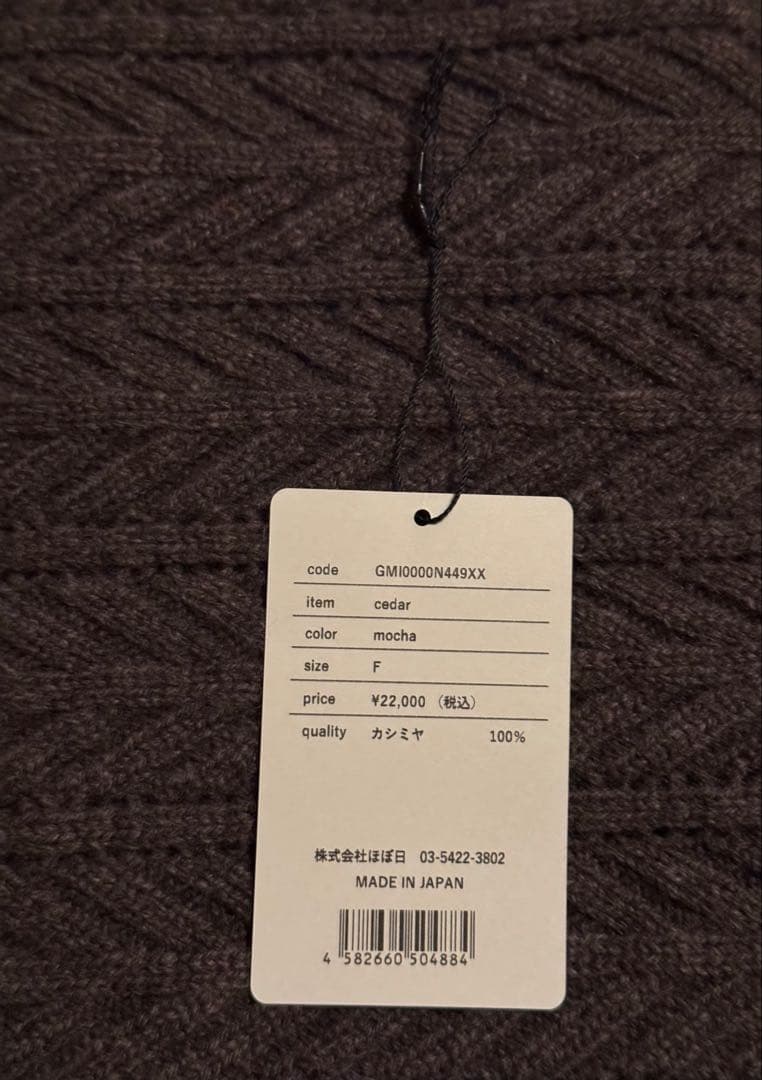 code GMI0000N449XX
item cedar
color mocha
size F
price ¥22,000 (税込)
quality カシミヤ 100%
株式会社ほぼ日 03-5422-3802
MADE IN JAPAN
4 582660 504884